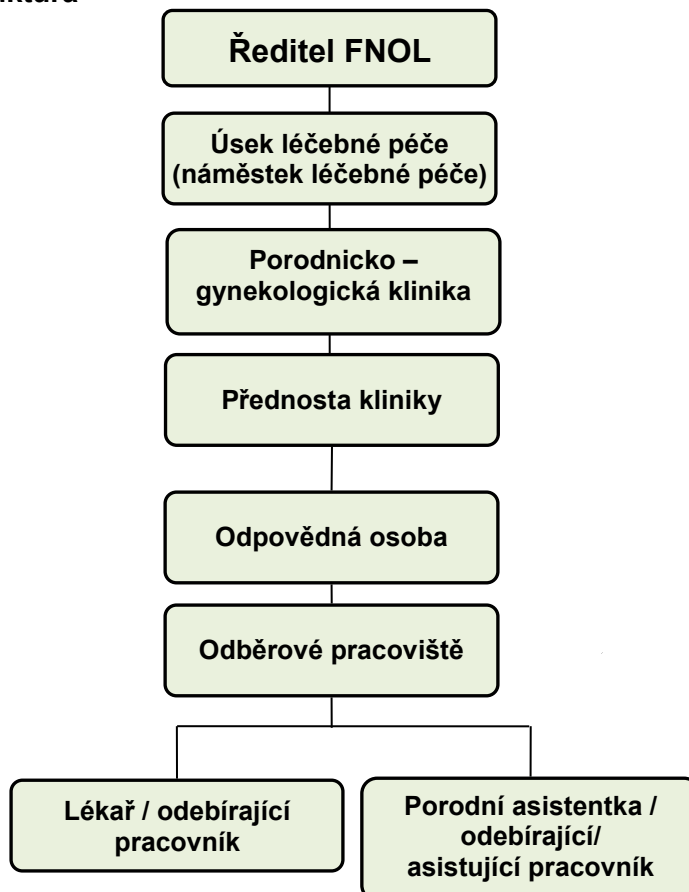 Ředitel FNOL
Úsek léčebné péče
(náměstek léčebné péče)
Porodnicko –
gynekologická klinika
Přednosta kliniky
Odpovědná osoba
Odběrové pracoviště
Lékař / odebírající
pracovník
Porodní asistentka /
odebírající/
asistující pracovník